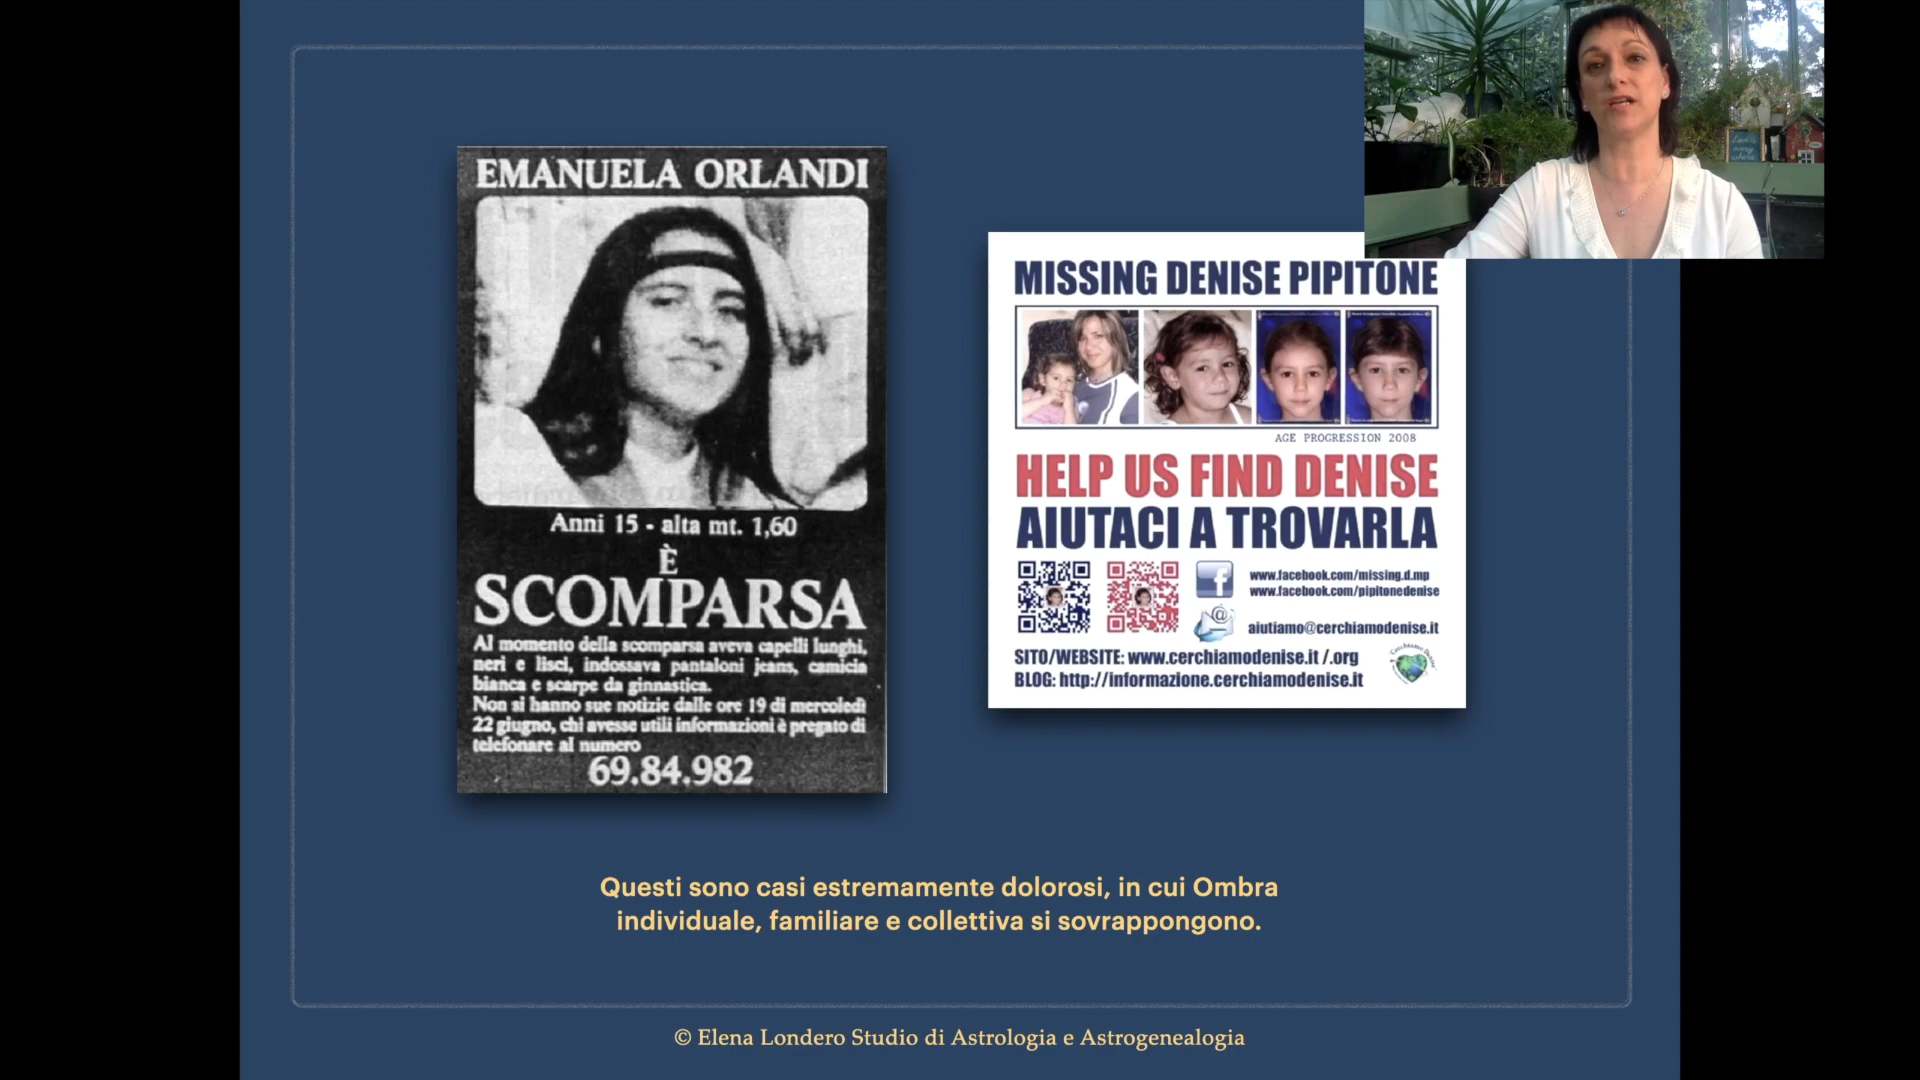 EMANUELA ORLANDI
Anni 15 - alta mt. 1,60
È
SCOMPARSA
Al momento della scomparsa aveva capelli lunghi,
neri e lisci, indossava pantaloni jeans, camicia
bianca e scarpe da ginnastica.
Non si hanno sue notizie dalle ore 19 di mercoledì
22 giugno, chi avesse utili informazioni è pregato di
telefonare al numero
69.84.982
MISSING DENISE PIPITONE
AGE PROGRESSION 2008
HELP US FIND DENISE
AIUTACI A TROVARLA
www.facebook.com/missing.d.mp
www.facebook.com/pipitonedenise
aiutiamo@cerchiamodenise.it
SITO/WEBSITE: www.cerchiamodenise.it /.org
BLOG: http://informazione.cerchiamodenise.it
Cerchiamo Denise
Questi sono casi estremamente dolorosi, in cui Ombra
individuale, familiare e collettiva si sovrappongono.
© Elena Londero Studio di Astrologia e Astrogenealogia